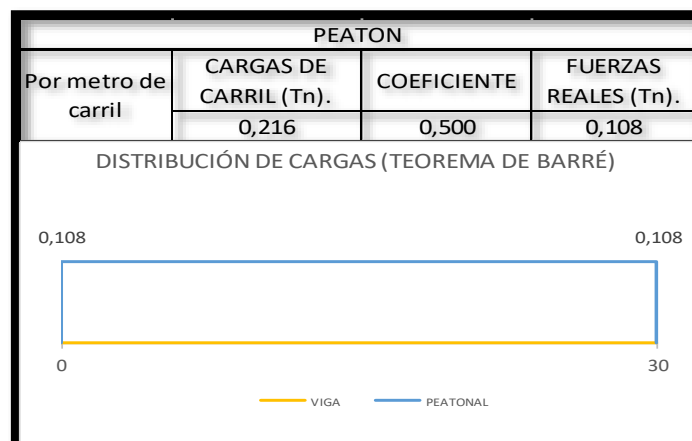 PEATON
Por metro de carril
CARGAS DE CARRIL (Tn).
COEFICIENTE
FUERZAS REALES (Tn).
0,216
0,500
0,108
DISTRIBUCIÓN DE CARGAS (TEOREMA DE BARRÉ)
0,108
0,108
0
30
VIGA
PEATONAL